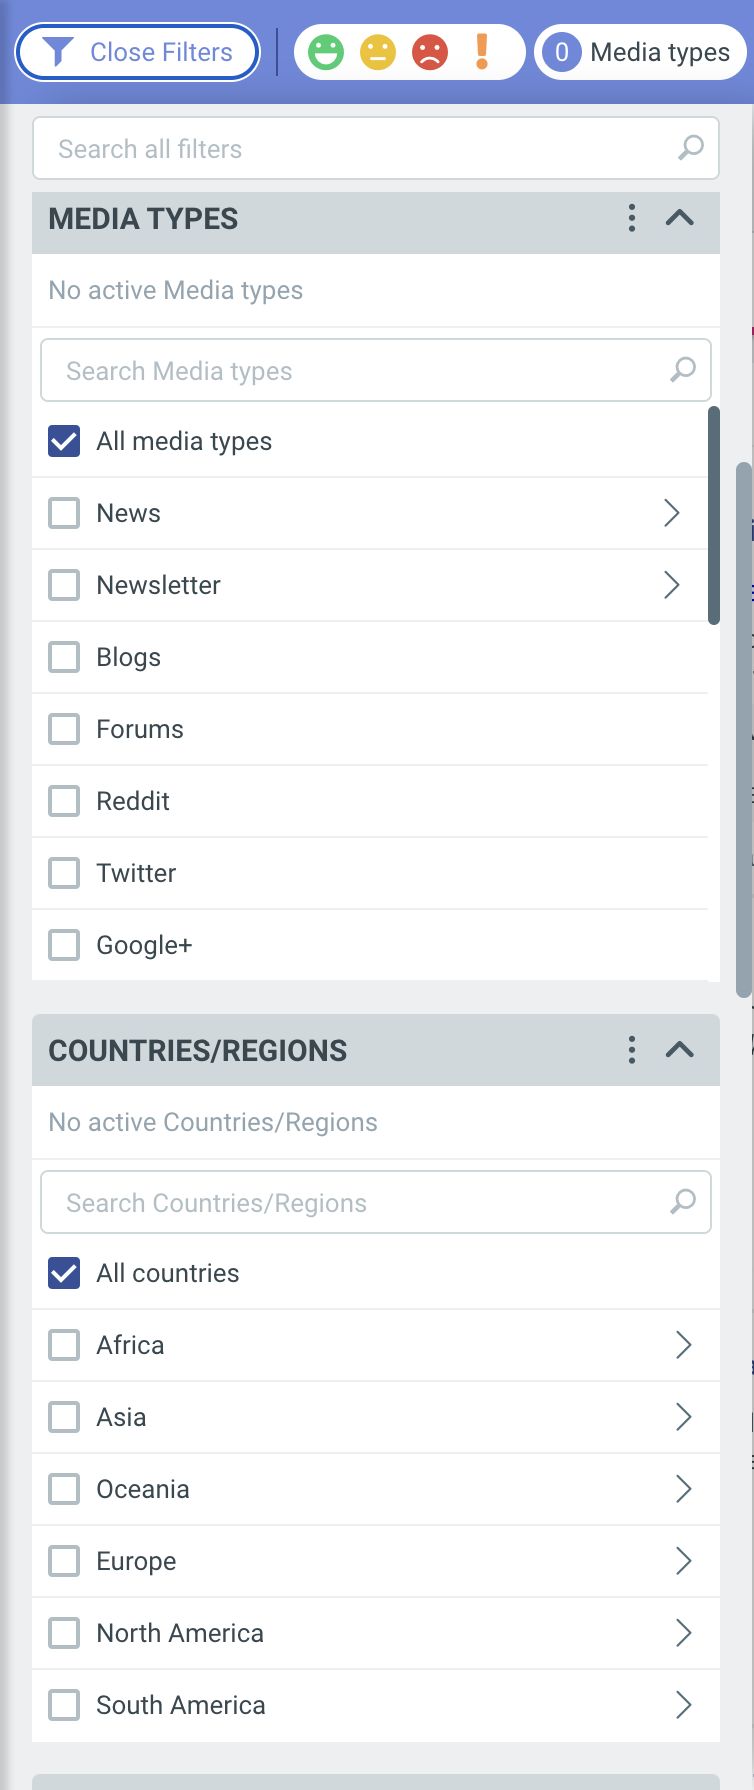 Close Filters
0 Media types
Search all filters
MEDIA TYPES
No active Media types
Search Media types
All media types
News
Newsletter
Blogs
Forums
Reddit
Twitter
Google+
COUNTRIES/REGIONS
No active Countries/Regions
Search Countries/Regions
All countries
Africa
Asia
Oceania
Europe
North America
South America